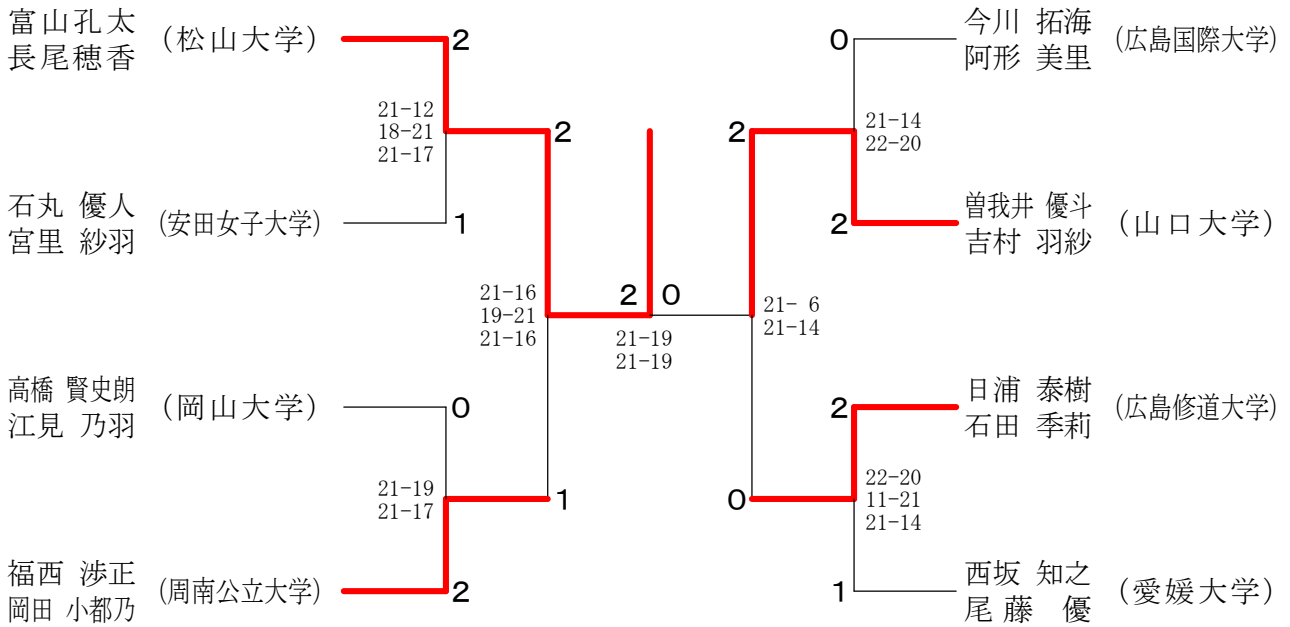 富山孔太
長尾穂香
(松山大学)
2
21-12
18-21
21-17
2
石丸 優人
宮里 紗羽
(安田女子大学)
1
21-16
19-21
21-16
高橋 賢史朗
江見 乃羽
(岡山大学)
0
21-19
21-17
1
福西 渉正
岡田 小都乃
(周南公立大学)
2
2 0
21-19
21-19
0
今川 拓海
阿形 美里
(広島国際大学)
2
21-14
22-20
2
曽我井 優斗
吉村 羽紗
(山口大学)
21- 6
21-14
2
日浦 泰樹
石田 季莉
(広島修道大学)
0
22-20
11-21
21-14
1
西坂 知之
尾藤 優
(愛媛大学)